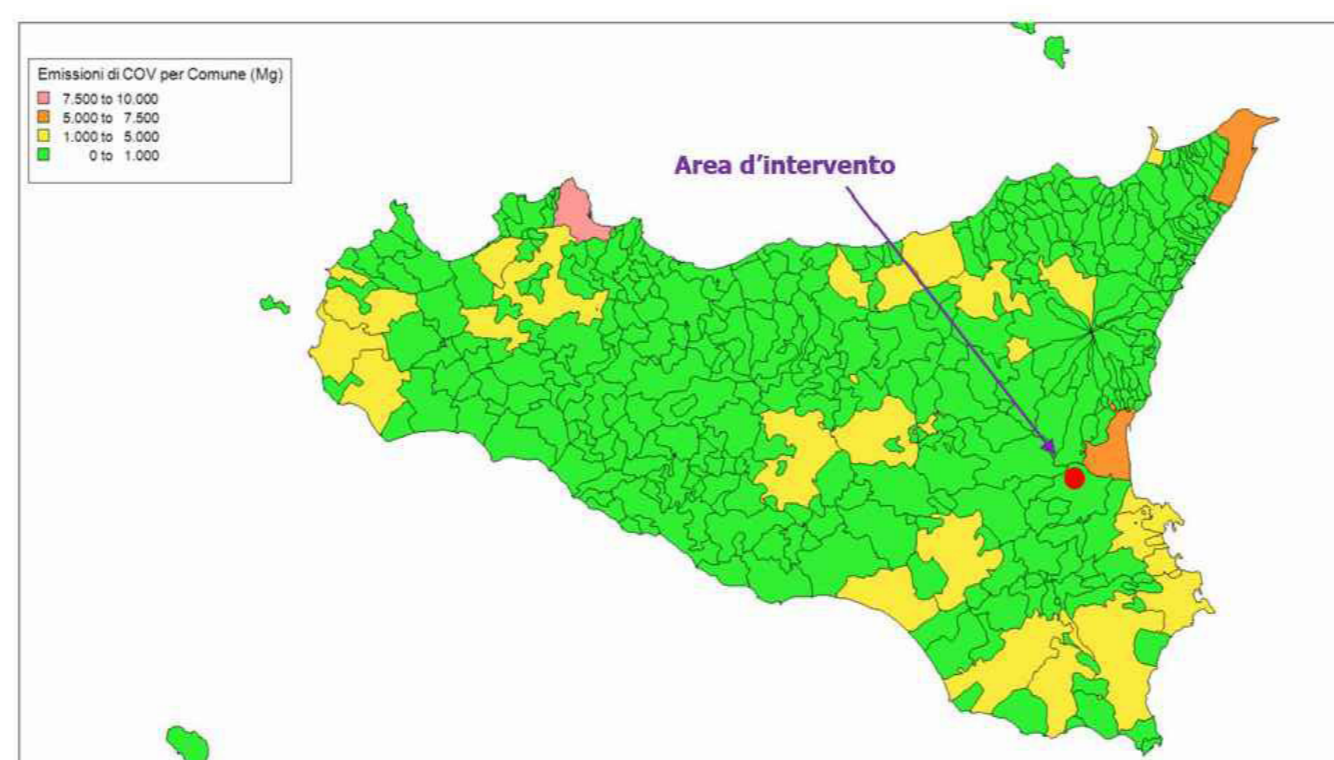 Emissioni di COV per Comune (Mg)
7.500 to 10.000
5.000 to 7.500
1.000 to 5.000
0 to 1.000
Area d'intervento